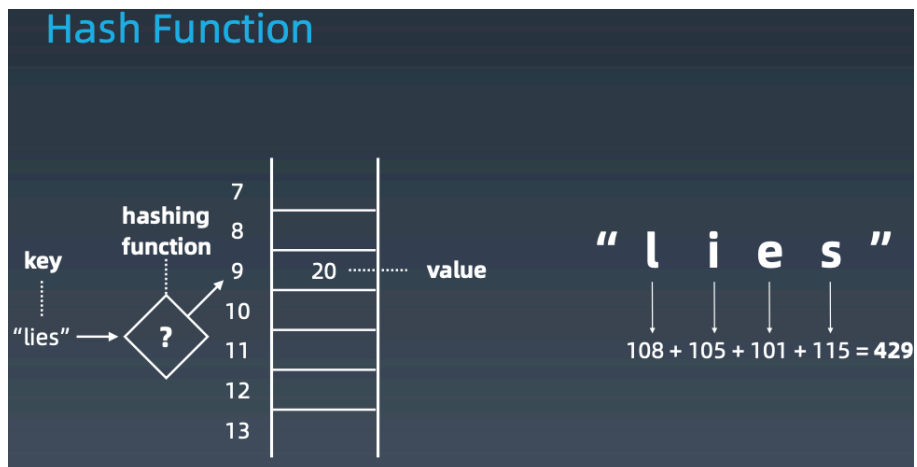 Hash Function
key
"lies"
hashing
function
?
7
8
9
10
11
12
13
20
value
“ l i e s ”
108 + 105 + 101 + 115 = 429